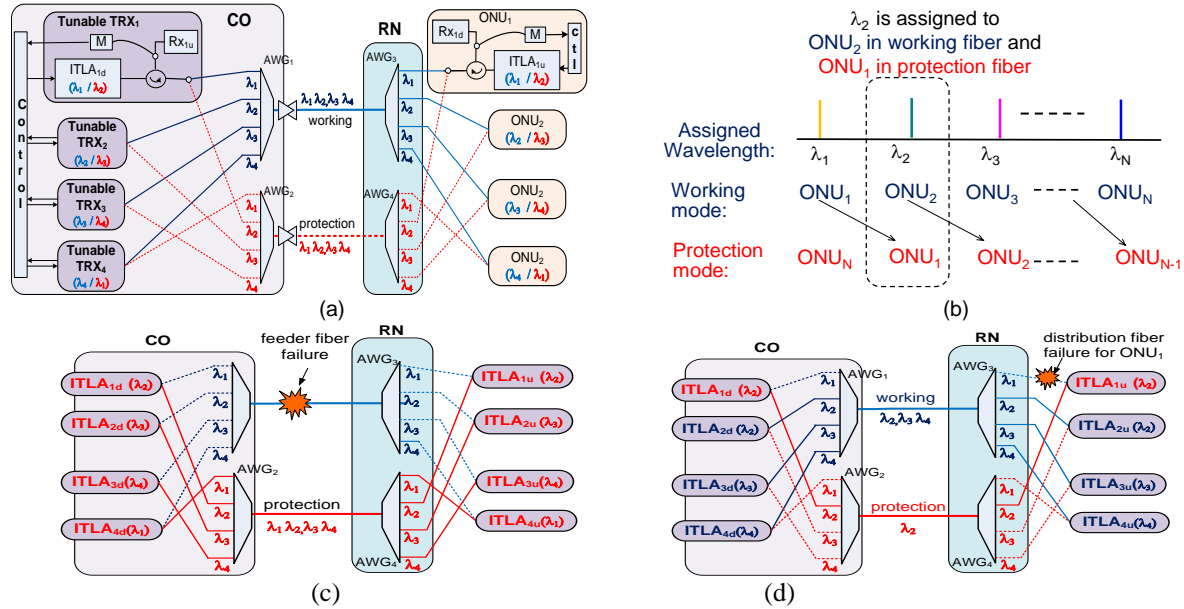 CO
RN
Tunable TRX₁
M
Rx₁ᵤ
ITLA₁d
(λ₁ / λ₂)
Control
Tunable
TRX₂
(λ₂ / λ₃)
Tunable
TRX₃
(λ₃ / λ₄)
Tunable
TRX₄
(λ₄ / λ₁)
AWG₁
λ₁
λ₂
λ₃
λ₄
AWG₂
λ₁
λ₂
λ₃
λ₄
λ₁ λ₂,λ₃ λ₄
working
protection
λ₁ λ₂,λ₃ λ₄
AWG₃
λ₁
λ₂
λ₃
λ₄
AWG₄
λ₁
λ₂
λ₃
λ₄
ONU₁
Rx₁d
M
ctl
ITLA₁ᵤ
(λ₁ / λ₂)
ONU₂
(λ₂ / λ₃)
ONU₂
(λ₃ / λ₄)
ONU₂
(λ₄ / λ₁)
(a)
λ₂ is assigned to
ONU₂ in working fiber and
ONU₁ in protection fiber
Assigned
Wavelength:
λ₁ λ₂ λ₃ λN
Working
mode:
ONU₁ ONU₂ ONU₃ ONUN
Protection
mode:
ONUN ONU₁ ONU₂ ONUN-1
(b)
CO
feeder fiber
failure
RN
ITLA₁d (λ₂)
ITLA₂d (λ₃)
ITLA₃d(λ₄)
ITLA₄d(λ₁)
λ₁
λ₂
λ₃
λ₄
AWG₂
λ₁
λ₂
λ₃
λ₄
protection
λ₁ λ₂,λ₃ λ₄
AWG₃
λ₁
λ₂
λ₃
λ₄
λ₁
λ₂
λ₃
AWG₄ λ₄
ITLA₁ᵤ (λ₂)
ITLA₂ᵤ (λ₃)
ITLA₃ᵤ(λ₄)
ITLA₄ᵤ(λ₁)
(c)
CO
RN
distribution fiber
failure for ONU₁
ITLA₁d (λ₂)
ITLA₂d (λ₂)
ITLA₃d(λ₃)
ITLA₄d(λ₄)
λ₁
AWG₁
λ₂
λ₃
λ₄
AWG₂
λ₁
λ₂
λ₃
λ₄
working
λ₂,λ₃ λ₄
protection
λ₂
AWG₃
λ₁
λ₂
λ₃
λ₄
λ₁
λ₂
λ₃
AWG₄ λ₄
ITLA₁ᵤ (λ₂)
ITLA₂ᵤ (λ₂)
ITLA₃ᵤ(λ₃)
ITLA₄ᵤ(λ₄)
(d)